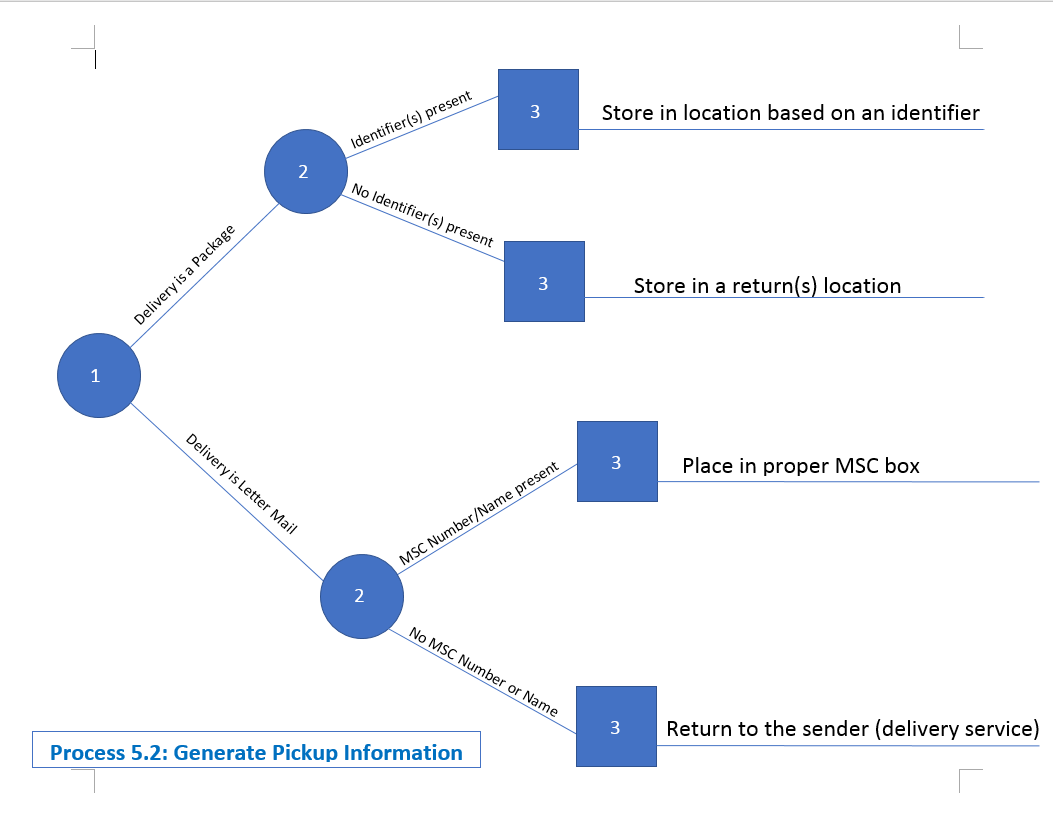 Identifier(s) present
3
Store in location based on an identifier
2
No Identifier(s) present
3
Store in a return(s) location
Delivery is a Package
1
Delivery is Letter Mail
MSC Number/Name present
3
Place in proper MSC box
2
No MSC Number or Name
3
Return to the sender (delivery service)
Process 5.2: Generate Pickup Information